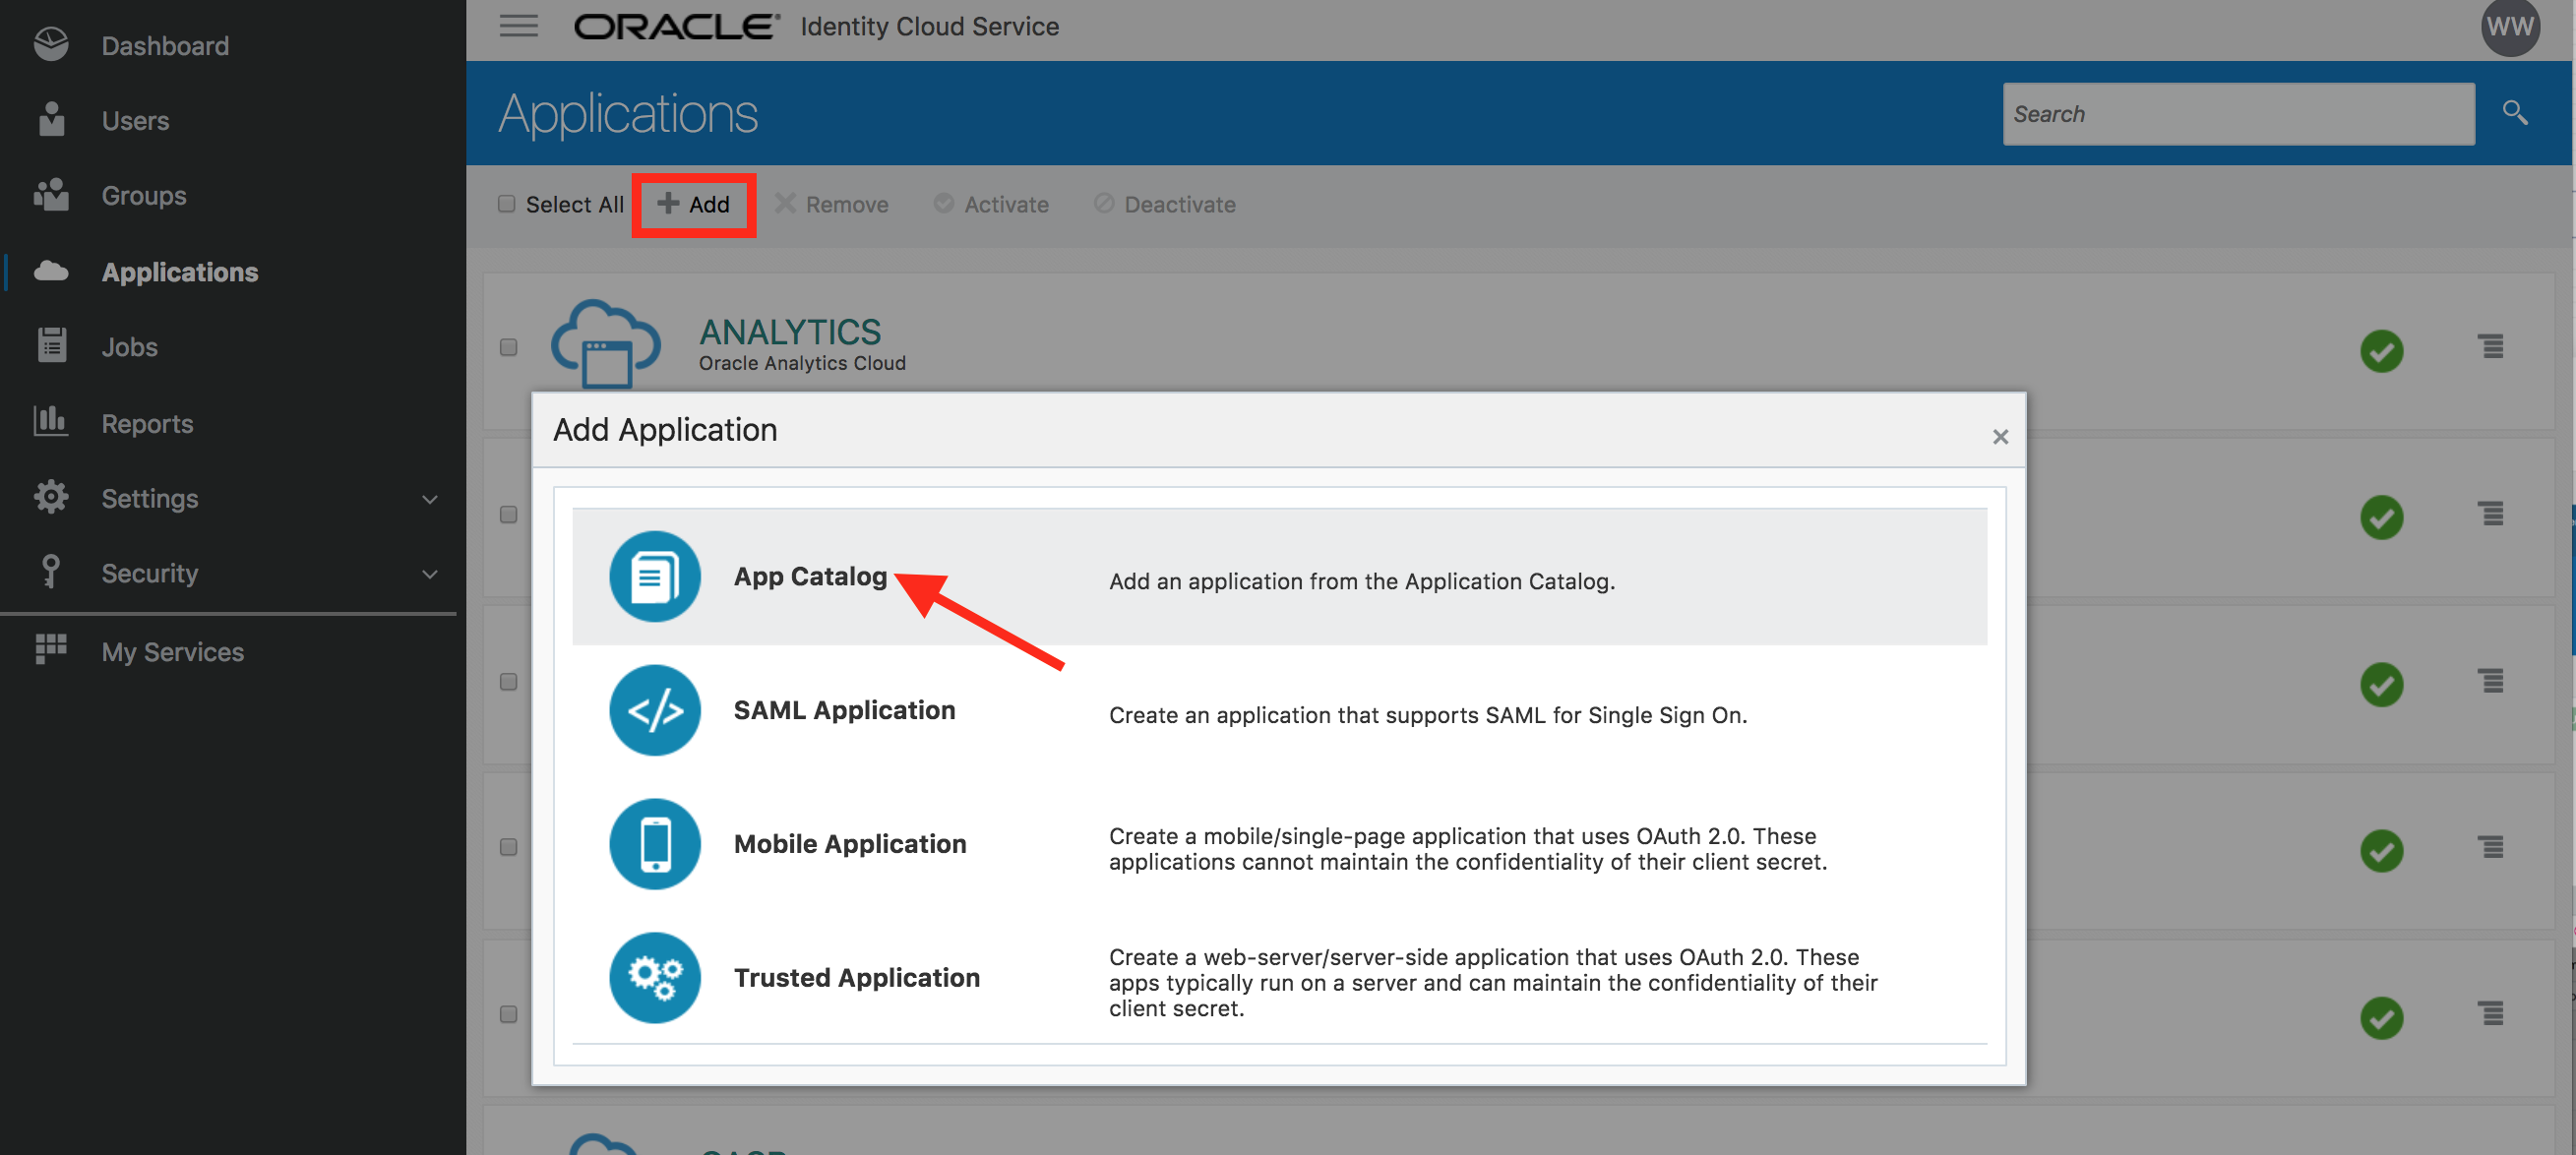 Dashboard
Users
Groups
Applications
Jobs
Reports
Settings
Security
My Services
ORACLE® Identity Cloud Service
WW
Applications
Search
Select All
Add
Remove
Activate
Deactivate
ANALYTICS
Oracle Analytics Cloud
Add Application
App Catalog
Add an application from the Application Catalog.
SAML Application
Create an application that supports SAML for Single Sign On.
Mobile Application
Create a mobile/single-page application that uses OAuth 2.0. These
applications cannot maintain the confidentiality of their client secret.
Trusted Application
Create a web-server/server-side application that uses OAuth 2.0. These
apps typically run on a server and can maintain the confidentiality of their
client secret.